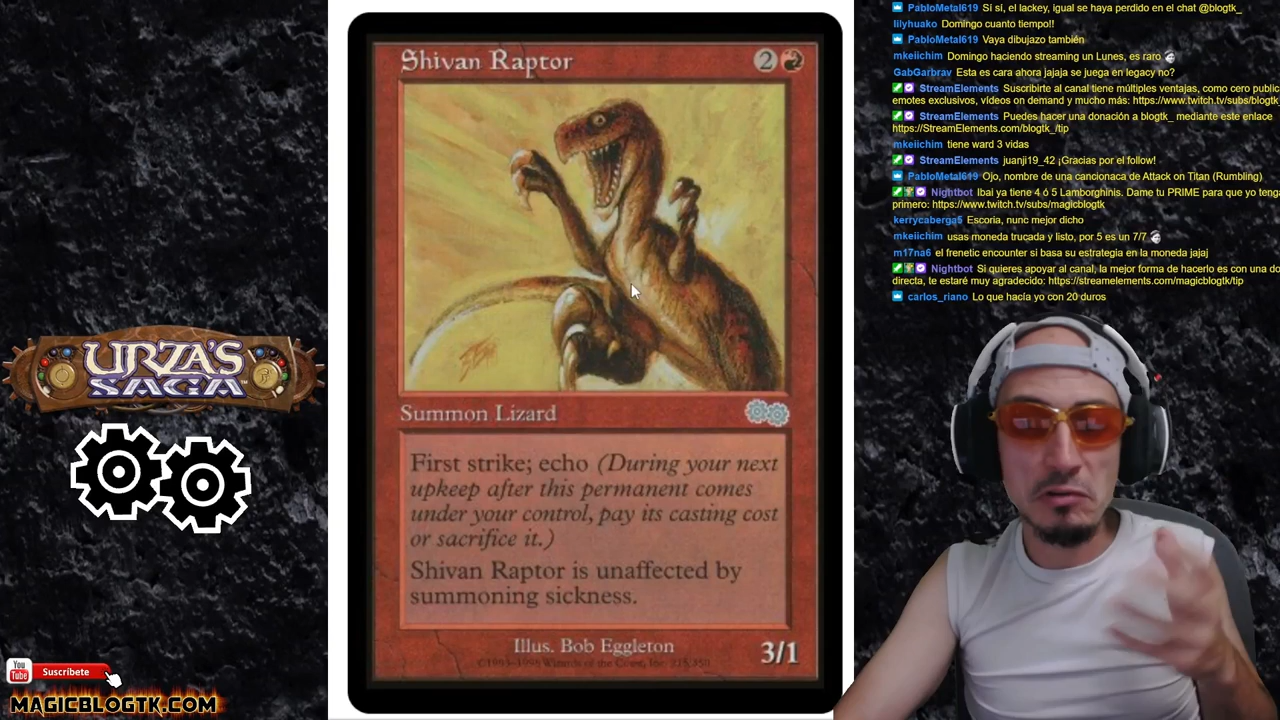 Shivan Raptor 2
Summon Lizard
First strike; echo (During your next
upkeep after this permanent comes
under your control, pay its casting cost
or sacrifice it.)
Shivan Raptor is unaffected by
summoning sickness.
Illus. Bob Eggleton
3/1
URZA'S
SAGA
You
Tube
Suscríbete
MAGICBLOGTK.COM
PabloMetal619 Sí sí, el lackey, igual se haya perdido en el chat @blogtk_
lilyhuako Domingo cuanto tiempo!!
PabloMetal619 Vaya dibujazo también
mkeiichim Domingo haciendo streaming un Lunes, es raro
GabGarbrav Esta es cara ahora jajaja se juega en legacy no?
StreamElements Suscribirte al canal tiene múltiples ventajas, como cero public
emotes exclusivos, vídeos on demand y mucho más: https://www.twitch.tv/subs/blogtk
StreamElements Puedes hacer una donación a blogtk_ mediante este enlace
https://StreamElements.com/blogtk_/tip
mkeiichim tiene ward 3 vidas
StreamElements juanji19_42 ¡Gracias por el follow!
PabloMetal619 Ojo, nombre de una cancionaca de Attack on Titan (Rumbling)
Nightbot Ibai ya tiene 4 ó 5 Lamborghinis. Dame tu PRIME para que yo teng
primero: https://www.twitch.tv/subs/magicblogtk
kerrycaberga5 Escoria, nunc mejor dicho
mkeiichim usas moneda trucada y listo, por 5 es un 7/7
m17na6 el frenetic encounter si basa su estrategia en la moneda jajaj
Nightbot Si quieres apoyar al canal, la mejor forma de hacerlo es con una do
directa, te estaré muy agradecido: https://streamelements.com/magicblogtk/tip
carlos_riano Lo que hacía yo con 20 duros